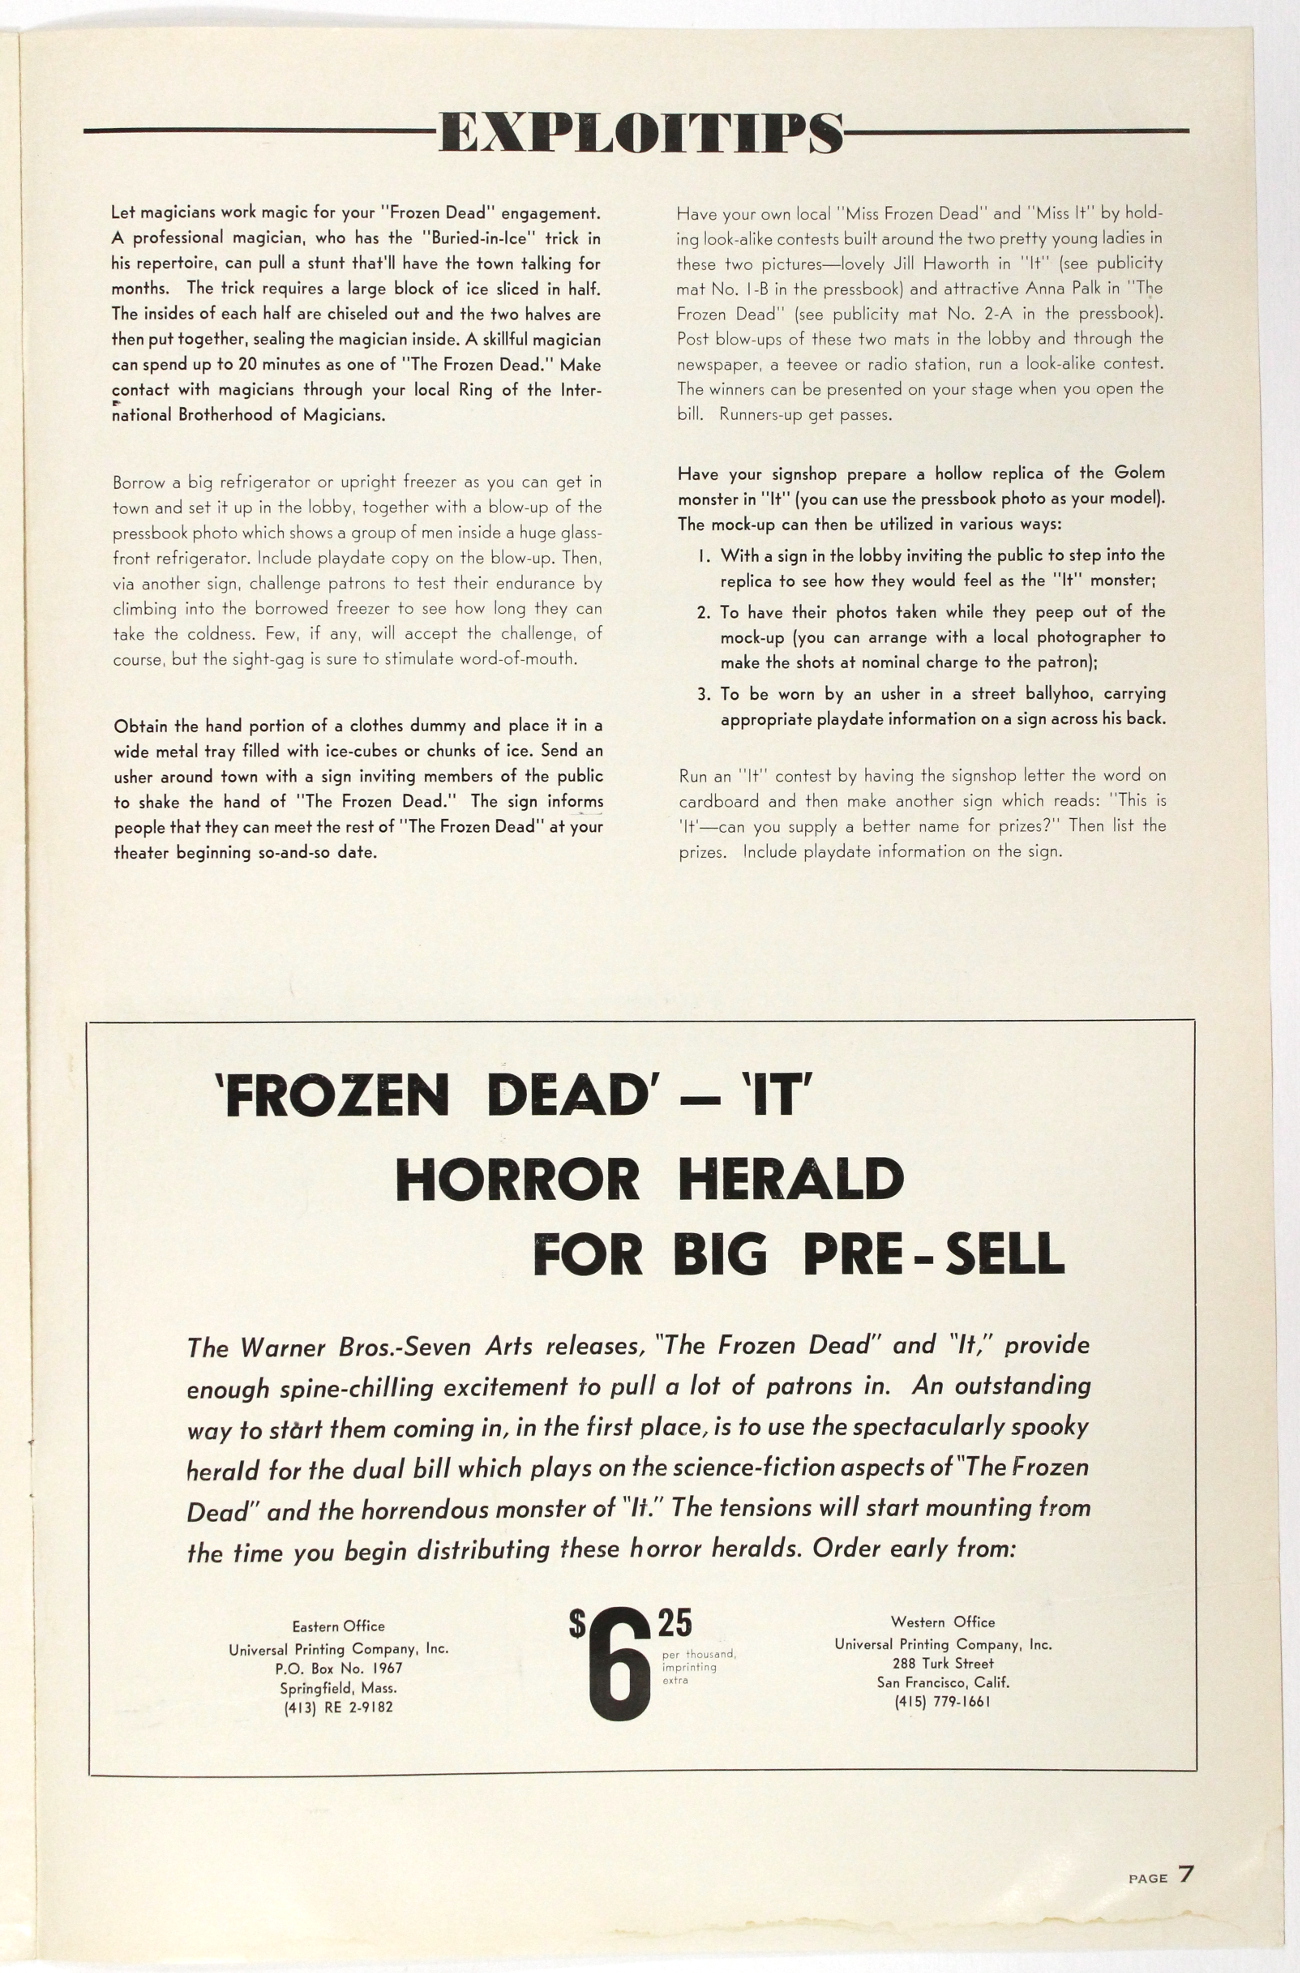 EXPLOITIPS
Let magicians work magic for your "Frozen Dead" engagement.
A professional magician, who has the "Buried-in-Ice" trick in
his repertoire, can pull a stunt that'll have the town talking for
months. The trick requires a large block of ice sliced in half.
The insides of each half are chiseled out and the two halves are
then put together, sealing the magician inside. A skillful magician
can spend up to 20 minutes as one of "The Frozen Dead." Make
contact with magicians through your local Ring of the Inter-
national Brotherhood of Magicians.
Borrow a big refrigerator or upright freezer as you can get in
town and set it up in the lobby, together with a blow-up of the
pressbook photo which shows a group of men inside a huge glass-
front refrigerator. Include playdate copy on the blow-up. Then,
via another sign, challenge patrons to test their endurance by
climbing into the borrowed freezer to see how long they can
take the coldness. Few, if any, will accept the challenge, of
course, but the sight-gag is sure to stimulate word-of-mouth.
Obtain the hand portion of a clothes dummy and place it in a
wide metal tray filled with ice-cubes or chunks of ice. Send an
usher around town with a sign inviting members of the public
to shake the hand of "The Frozen Dead." The sign informs
people that they can meet the rest of "The Frozen Dead" at your
theater beginning so-and-so date.
Have your own local "Miss Frozen Dead" and "Miss It" by hold-
ing look-alike contests built around the two pretty young ladies in
these two pictures—lovely Jill Haworth in "It" (see publicity
mat No. 1-B in the pressbook) and attractive Anna Palk in "The
Frozen Dead" (see publicity mat No. 2-A in the pressbook).
Post blow-ups of these two mats in the lobby and through the
newspaper, a teevee or radio station, run a look-alike contest.
The winners can be presented on your stage when you open the
bill. Runners-up get passes.
Have your signshop prepare a hollow replica of the Golem
monster in "It" (you can use the pressbook photo as your model).
The mock-up can then be utilized in various ways:
1. With a sign in the lobby inviting the public to step into the
replica to see how they would feel as the "It" monster;
2. To have their photos taken while they peep out of the
mock-up (you can arrange with a local photographer to
make the shots at nominal charge to the patron);
3. To be worn by an usher in a street ballyhoo, carrying
appropriate playdate information on a sign across his back.
Run an "It" contest by having the signshop letter the word on
cardboard and then make another sign which reads: "This is
'It'—can you supply a better name for prizes?" Then list the
prizes. Include playdate information on the sign.
'FROZEN DEAD' — 'IT'
HORROR HERALD
FOR BIG PRE-SELL
The Warner Bros.-Seven Arts releases, "The Frozen Dead" and "It," provide
enough spine-chilling excitement to pull a lot of patrons in. An outstanding
way to start them coming in, in the first place, is to use the spectacularly spooky
herald for the dual bill which plays on the science-fiction aspects of "The Frozen
Dead" and the horrendous monster of "It." The tensions will start mounting from
the time you begin distributing these horror heralds. Order early from:
Eastern Office
Universal Printing Company, Inc.
P.O. Box No. 1967
Springfield, Mass.
(413) RE 2-9182
$6 25
per thousand,
imprinting
extra
Western Office
Universal Printing Company, Inc.
288 Turk Street
San Francisco, Calif.
(415) 779-1661
PAGE 7